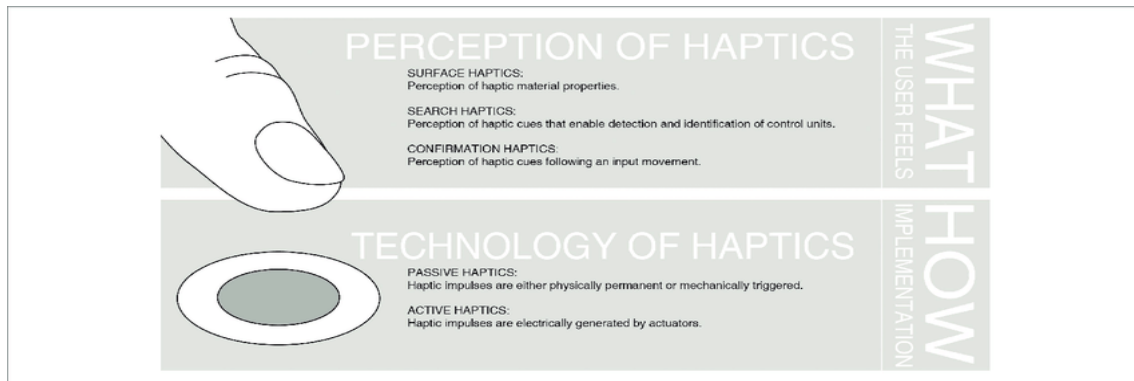 PERCEPTION OF HAPTICS
SURFACE HAPTICS:
Perception of haptic material properties.
SEARCH HAPTICS:
Perception of haptic cues that enable detection and identification of control units.
CONFIRMATION HAPTICS:
Perception of haptic cues following an input movement.
WHAT
THE USER FEELS
TECHNOLOGY OF HAPTICS
PASSIVE HAPTICS:
Haptic impulses are either physically permanent or mechanically triggered.
ACTIVE HAPTICS:
Haptic impulses are electrically generated by actuators.
HOW
IMPLEMENTATION